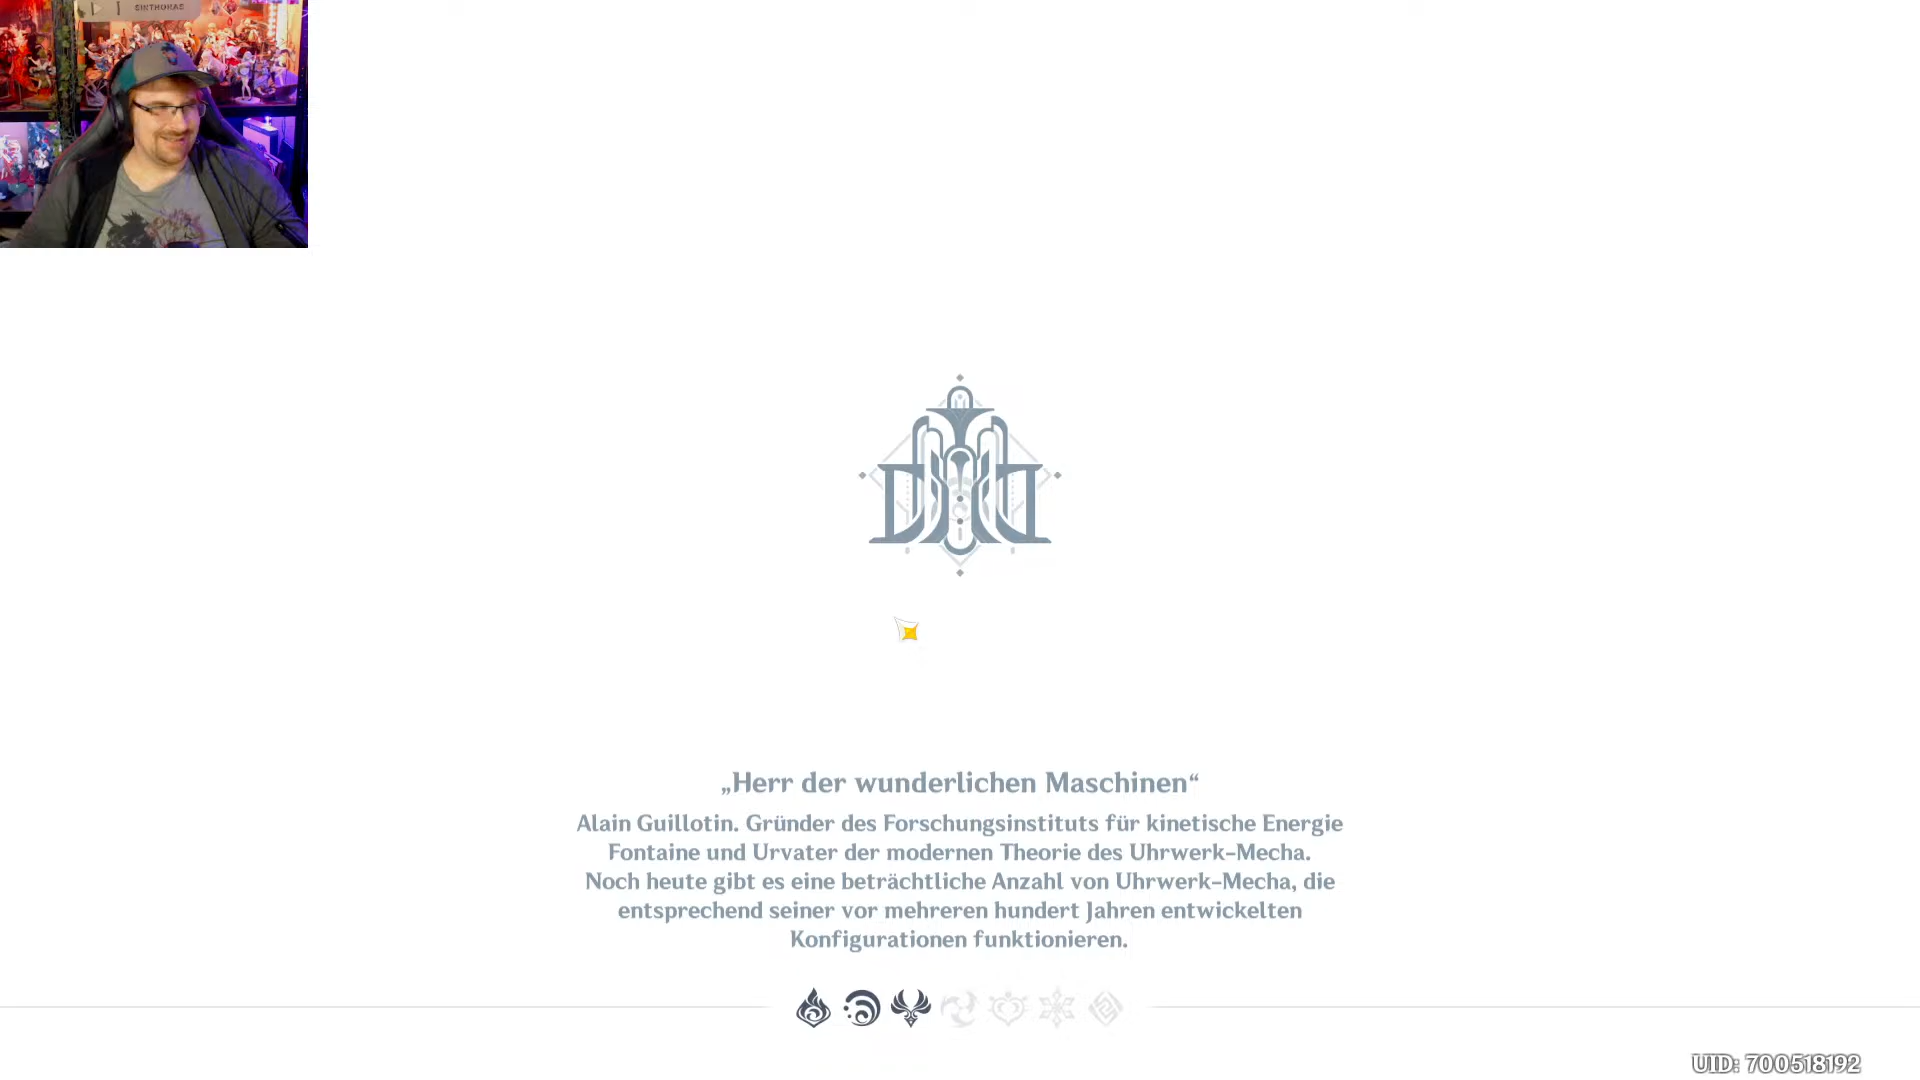 SINTHORAS
„Herr der wunderlichen Maschinen“
Alain Guillotin. Gründer des Forschungsinstituts für kinetische Energie
Fontaine und Urvater der modernen Theorie des Uhrwerk-Mecha.
Noch heute gibt es eine beträchtliche Anzahl von Uhrwerk-Mecha, die
entsprechend seiner vor mehreren hundert Jahren entwickelten
Konfigurationen funktionieren.
UID: 700518192